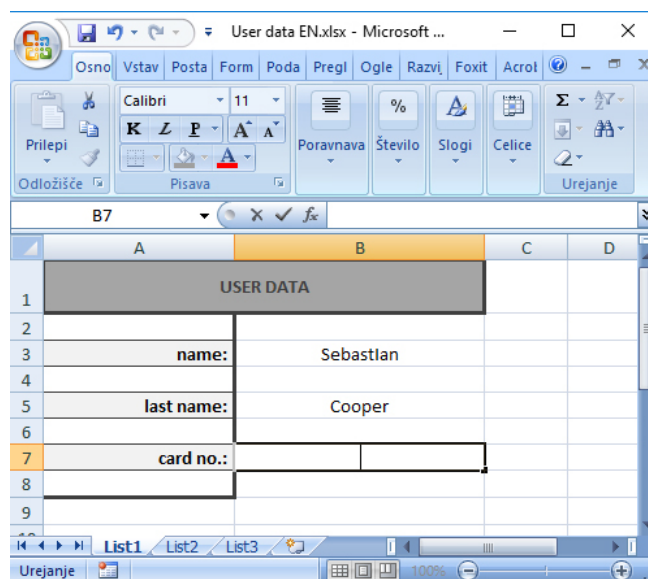 User data EN.xlsx - Microsoft ...
Osno Vstav Posta Form Poda Pregl Ogle Razvij Foxit Acrol
Calibri 11
K L P A A
Prilepi Poravnava Število Slogi Celice
Odložišče Pisava Urejanje
B7 fx
A B C D
1 USER DATA
2
3 name: SebastIan
4
5 last name: Cooper
6
7 card no.:
8
9
List1 List2 List3
Urejanje 100%